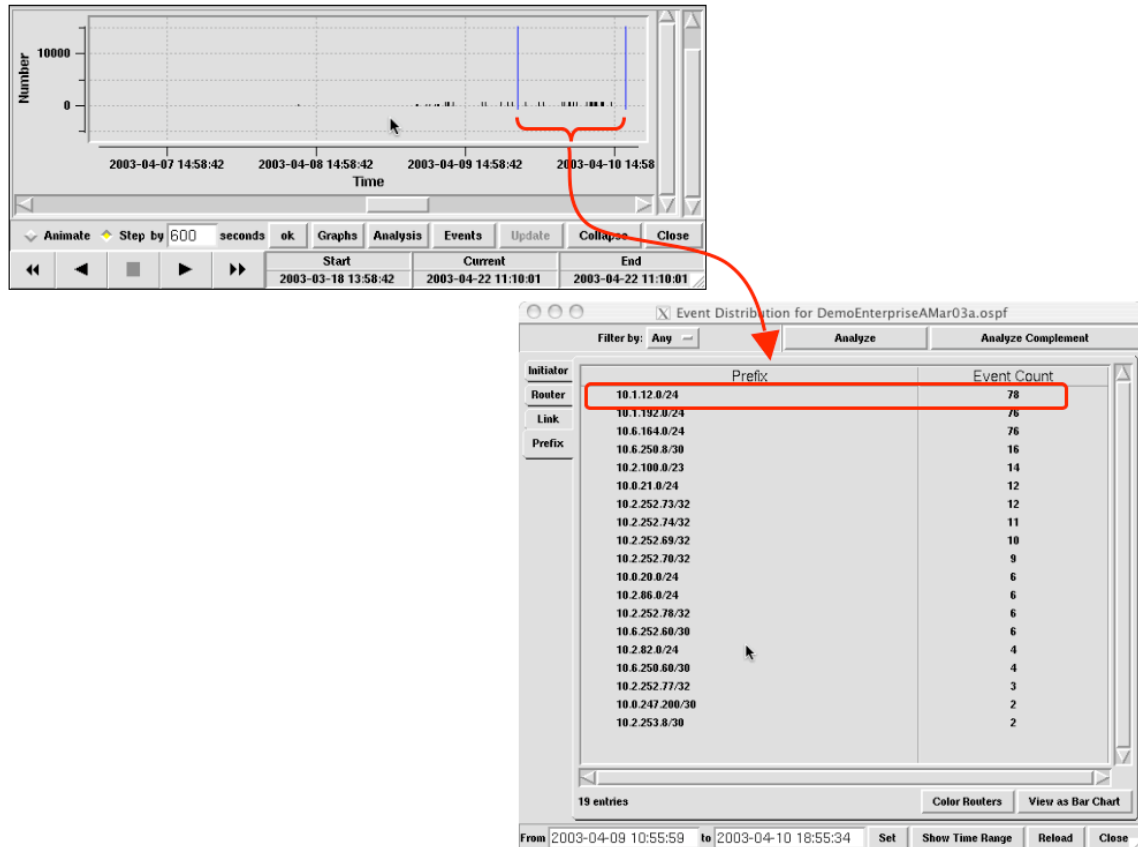 10000
Number
0
2003-04-07 14:58:42 2003-04-08 14:58:42 2003-04-09 14:58:42 2003-04-10 14:58
Time
Animate Step by 600 seconds ok Graphs Analysis Events Update Collapse Close
Start Current End
2003-03-18 13:58:42 2003-04-22 11:10:01 2003-04-22 11:10:01
X Event Distribution for DemoEnterpriseAMar03a.ospf
Filter by: Any Analyze Analyze Complement
Initiator
Router
Link
Prefix
Prefix Event Count
10.1.12.0/24 78
10.1.192.0/24 76
10.6.164.0/24 76
10.6.250.8/30 16
10.2.100.0/23 14
10.0.21.0/24 12
10.2.252.73/32 12
10.2.252.74/32 11
10.2.252.69/32 10
10.2.252.70/32 9
10.0.20.0/24 6
10.2.86.0/24 6
10.2.252.78/32 6
10.6.252.60/30 6
10.2.82.0/24 4
10.6.250.60/30 4
10.2.252.77/32 3
10.0.247.200/30 2
10.2.253.8/30 2
19 entries Color Routers View as Bar Chart
From 2003-04-09 10:55:59 to 2003-04-10 18:55:34 Set Show Time Range Reload Close